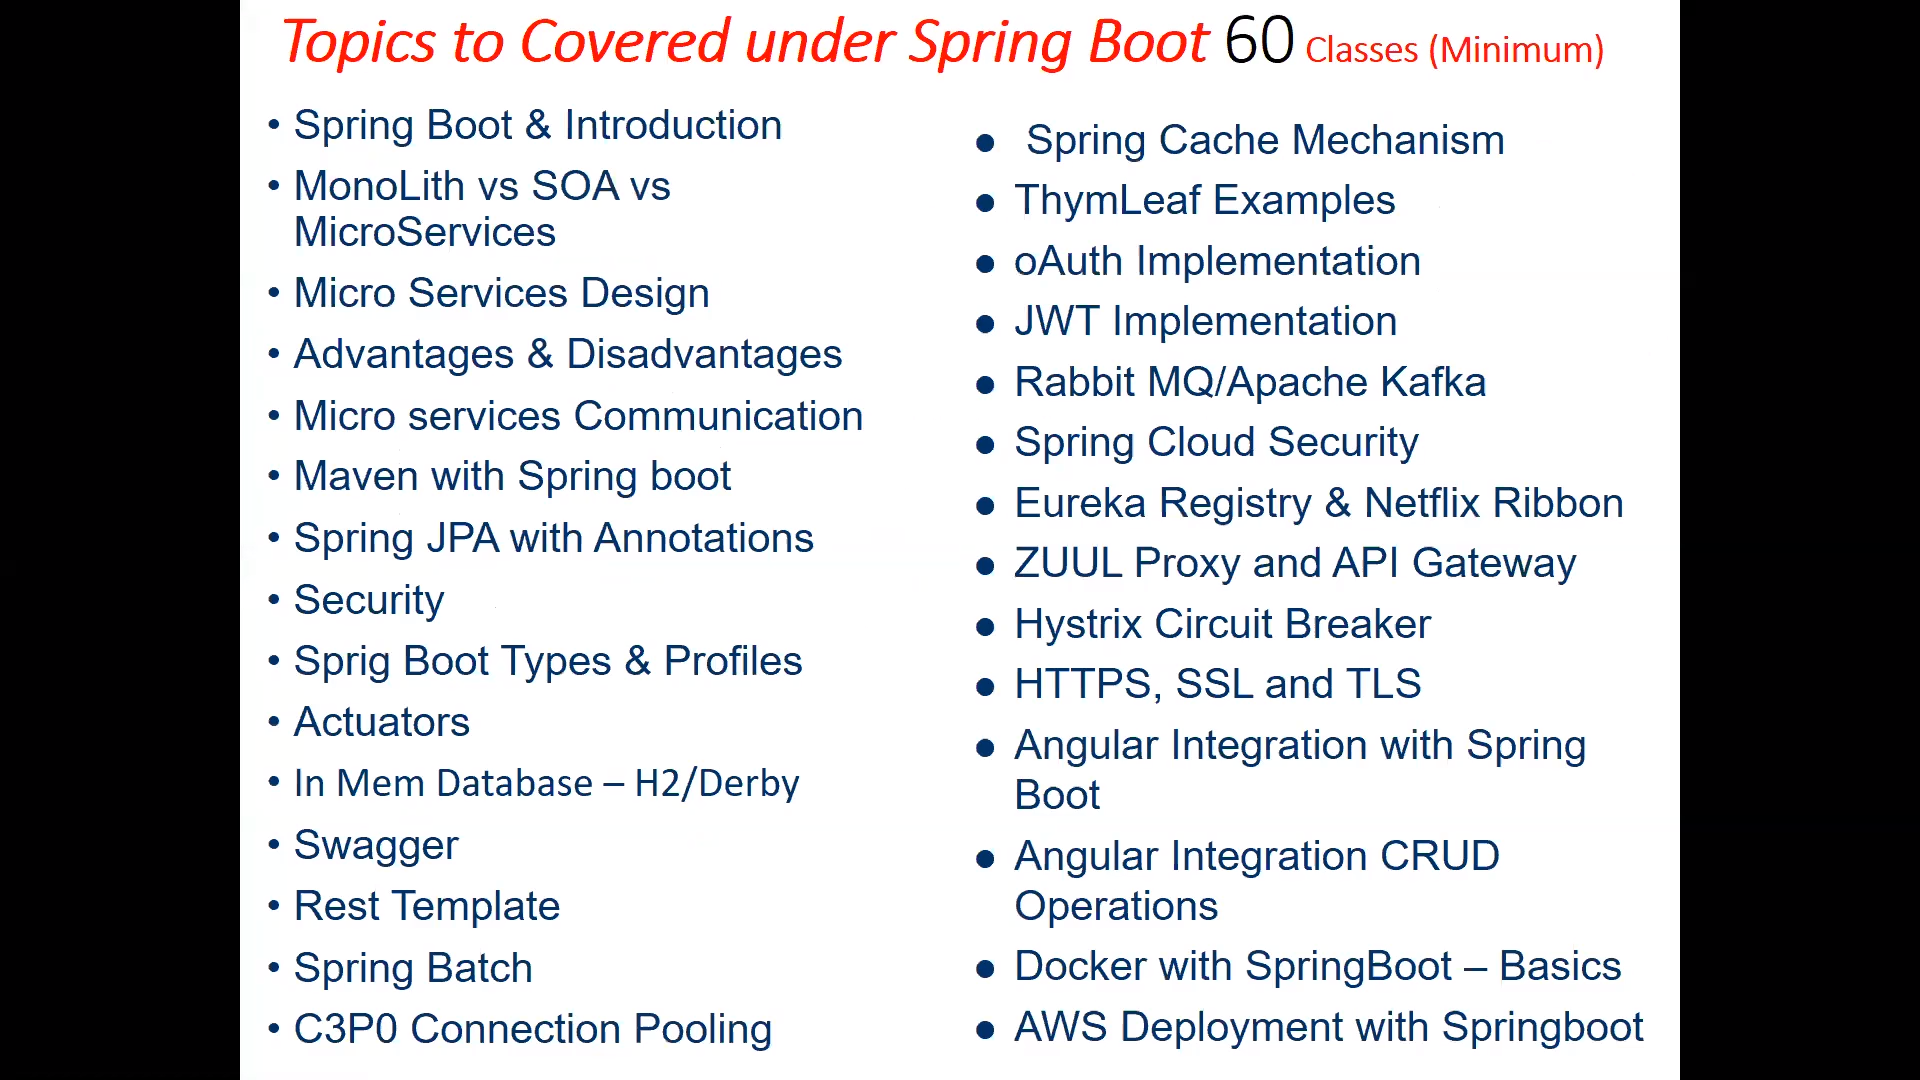 Topics to Covered under Spring Boot 60 Classes (Minimum)
• Spring Boot & Introduction
• MonoLith vs SOA vs
MicroServices
• Micro Services Design
• Advantages & Disadvantages
• Micro services Communication
• Maven with Spring boot
• Spring JPA with Annotations
• Security
• Sprig Boot Types & Profiles
• Actuators
• In Mem Database – H2/Derby
• Swagger
• Rest Template
• Spring Batch
• C3P0 Connection Pooling
● Spring Cache Mechanism
● ThymLeaf Examples
● oAuth Implementation
● JWT Implementation
● Rabbit MQ/Apache Kafka
● Spring Cloud Security
● Eureka Registry & Netflix Ribbon
● ZUUL Proxy and API Gateway
● Hystrix Circuit Breaker
● HTTPS, SSL and TLS
● Angular Integration with Spring
Boot
● Angular Integration CRUD
Operations
● Docker with SpringBoot – Basics
● AWS Deployment with Springboot